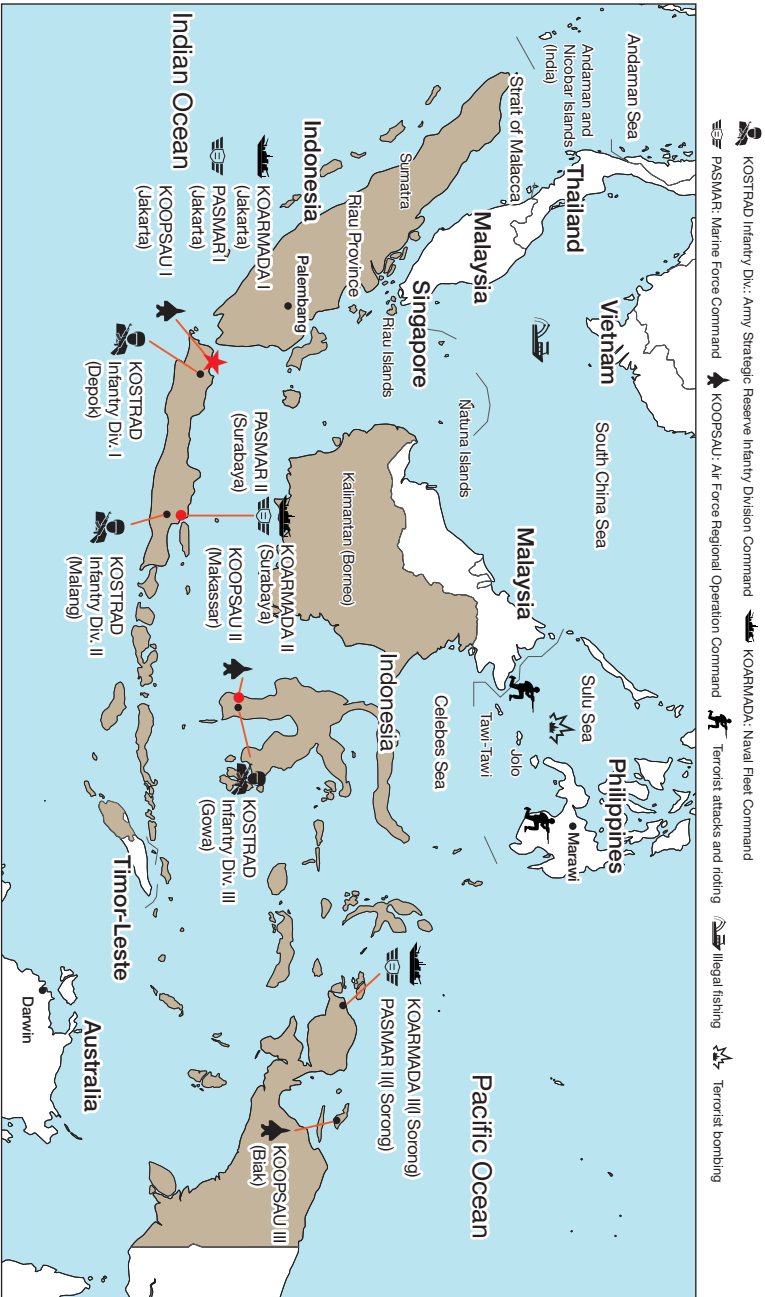 KOSTRAD Infantry Div.: Army Strategic Reserve Infantry Division Command
KOARMADA: Naval Fleet Command
PASMAR: Marine Force Command
KOOPSAU: Air Force Regional Operation Command
Terrorist attacks and rioting
Illegal fishing
Terrorist bombing
Andaman Sea
Andaman and
Nicobar Islands
(India)
Thailand
Vietnam
South China Sea
Strait of Malacca
Malaysia
Singapore
Riau Islands
Natuna Islands
Malaysia
Sulu Sea
Philippines
Marawi
Jolo
Tawi-Tawi
Celebes Sea
Pacific Ocean
Sumatra
Riau Province
Indonesia
Palembang
Kalimantan (Borneo)
Indonesia
Indian Ocean
KOARMADA I
(Jakarta)
PASMAR I
(Jakarta)
KOOPSAU I
(Jakarta)
KOSTRAD
Infantry Div. I
(Depok)
PASMAR II
(Surabaya)
KOARMADA II
(Surabaya)
KOOPSAU II
(Makassar)
KOSTRAD
Infantry Div. II
(Malang)
KOSTRAD
Infantry Div. III
(Gowa)
KOARMADA II(I Sorong)
PASMAR II(I Sorong)
KOOPSAU III
(Biak)
Timor-Leste
Australia
Darwin